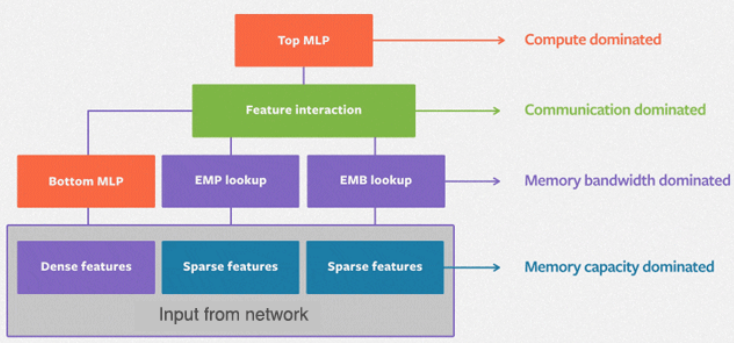 Top MLP
Compute dominated
Feature interaction
Communication dominated
Bottom MLP
EMP lookup
EMB lookup
Memory bandwidth dominated
Dense features
Sparse features
Sparse features
Memory capacity dominated
Input from network